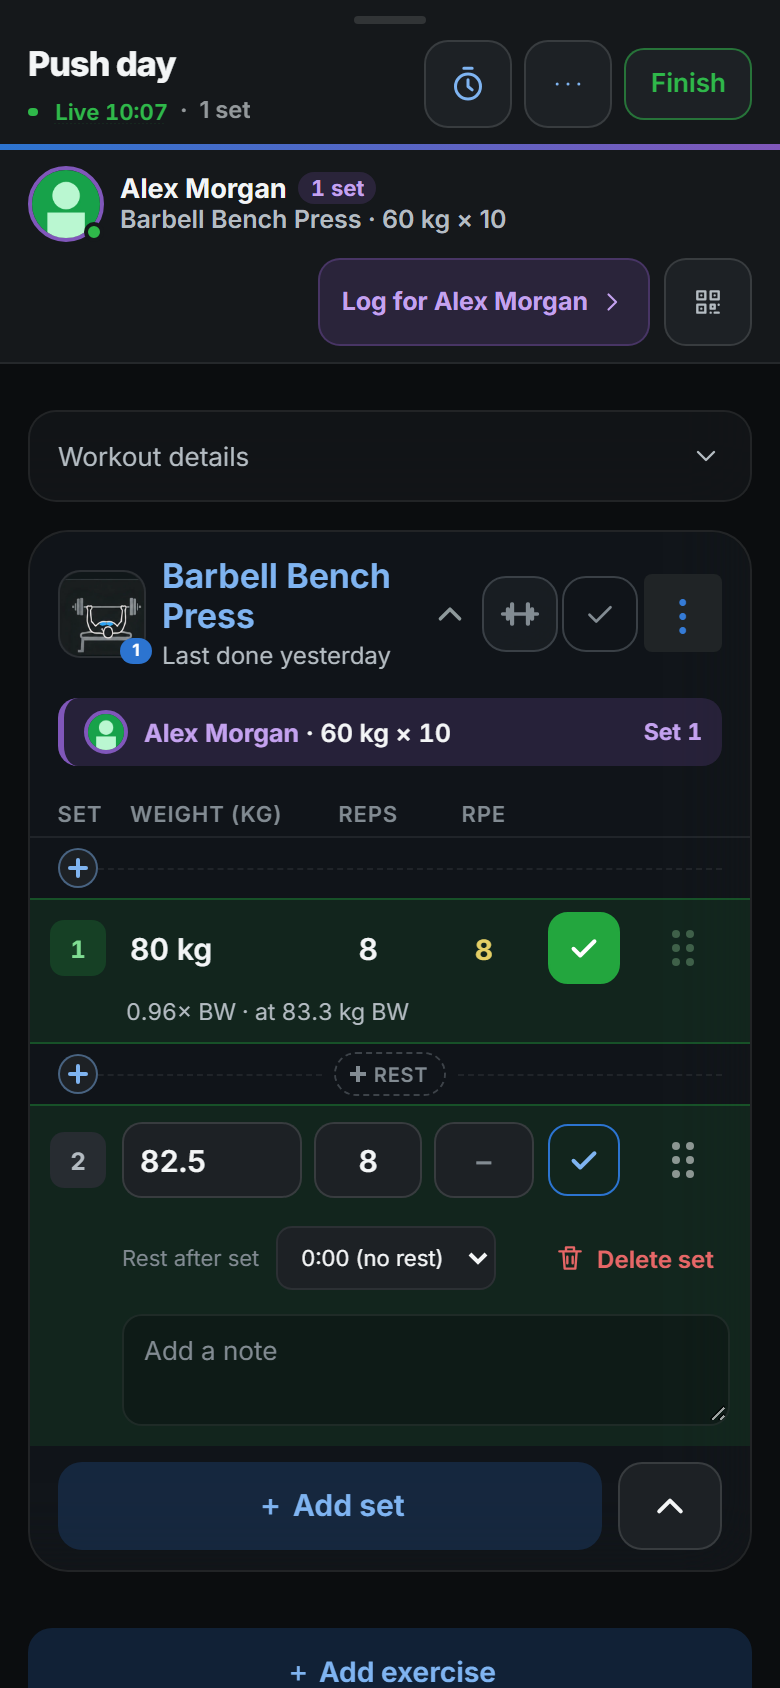 Push day
Live 10:07 · 1 set
...
Finish
Alex Morgan 1 set
Barbell Bench Press · 60 kg × 10
Log for Alex Morgan
Workout details
Barbell Bench
Press
1
Last done yesterday
Alex Morgan · 60 kg × 10 Set 1
SET WEIGHT (KG) REPS RPE
1 80 kg 8 8
0.96× BW · at 83.3 kg BW
+ REST
2 82.5 8 –
Rest after set 0:00 (no rest) Delete set
Add a note
+ Add set
+ Add exercise